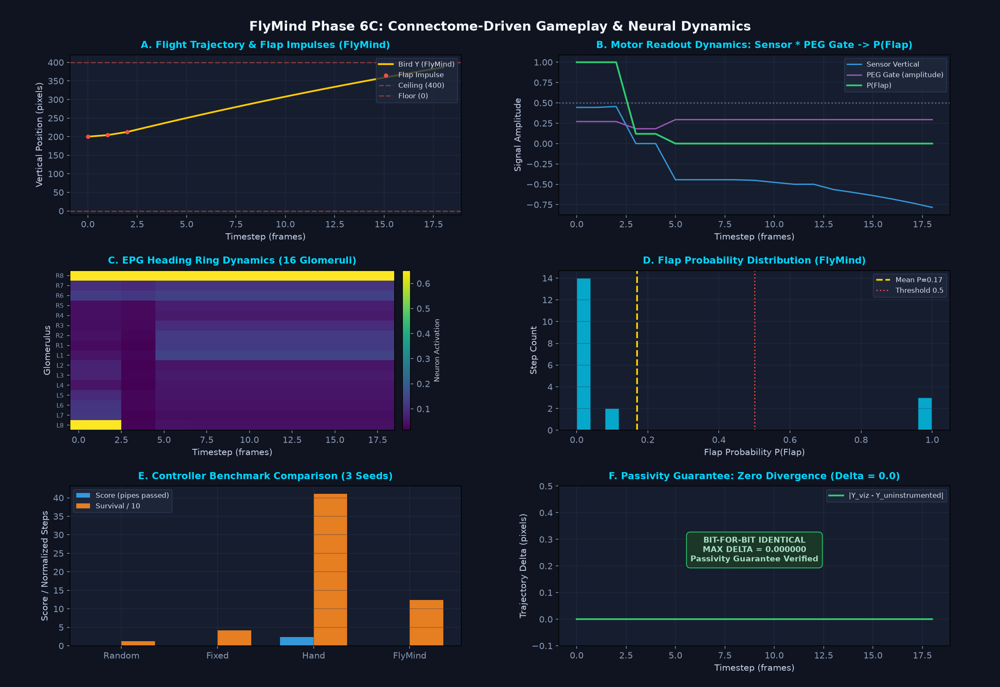 FlyMind Phase 6C: Connectome-Driven Gameplay & Neural Dynamics
A. Flight Trajectory & Flap Impulses (FlyMind)
Vertical Position (pixels)
400
350
300
250
200
150
100
50
0
Bird Y (FlyMind)
Flap Impulse
Ceiling (400)
Floor (0)
0.0 2.5 5.0 7.5 10.0 12.5 15.0 17.5
Timestep (frames)
B. Motor Readout Dynamics: Sensor * PEG Gate -> P(Flap)
Signal Amplitude
1.00
0.75
0.50
0.25
0.00
−0.25
−0.50
−0.75
Sensor Vertical
PEG Gate (amplitude)
P(Flap)
0.0 2.5 5.0 7.5 10.0 12.5 15.0 17.5
Timestep (frames)
C. EPG Heading Ring Dynamics (16 Glomeruli)
Glomerulus
R8
R7
R6
R5
R4
R3
R2
R1
L1
L2
L3
L4
L5
L6
L7
L8
0.0 2.5 5.0 7.5 10.0 12.5 15.0 17.5
Timestep (frames)
0.6
0.5
0.4
0.3
0.2
0.1
Neuron Activation
D. Flap Probability Distribution (FlyMind)
Step Count
14
12
10
8
6
4
2
0
Mean P=0.17
Threshold 0.5
0.0 0.2 0.4 0.6 0.8 1.0
Flap Probability P(Flap)
E. Controller Benchmark Comparison (3 Seeds)
Score / Normalized Steps
40
35
30
25
20
15
10
5
0
Score (pipes passed)
Survival / 10
Random Fixed Hand FlyMind
F. Passivity Guarantee: Zero Divergence (Delta = 0.0)
Trajectory Delta (pixels)
0.5
0.4
0.3
0.2
0.1
0.0
−0.1
|Y_viz - Y_uninstrumented|
BIT-FOR-BIT IDENTICAL
MAX DELTA = 0.000000
Passivity Guarantee Verified
0.0 2.5 5.0 7.5 10.0 12.5 15.0 17.5
Timestep (frames)